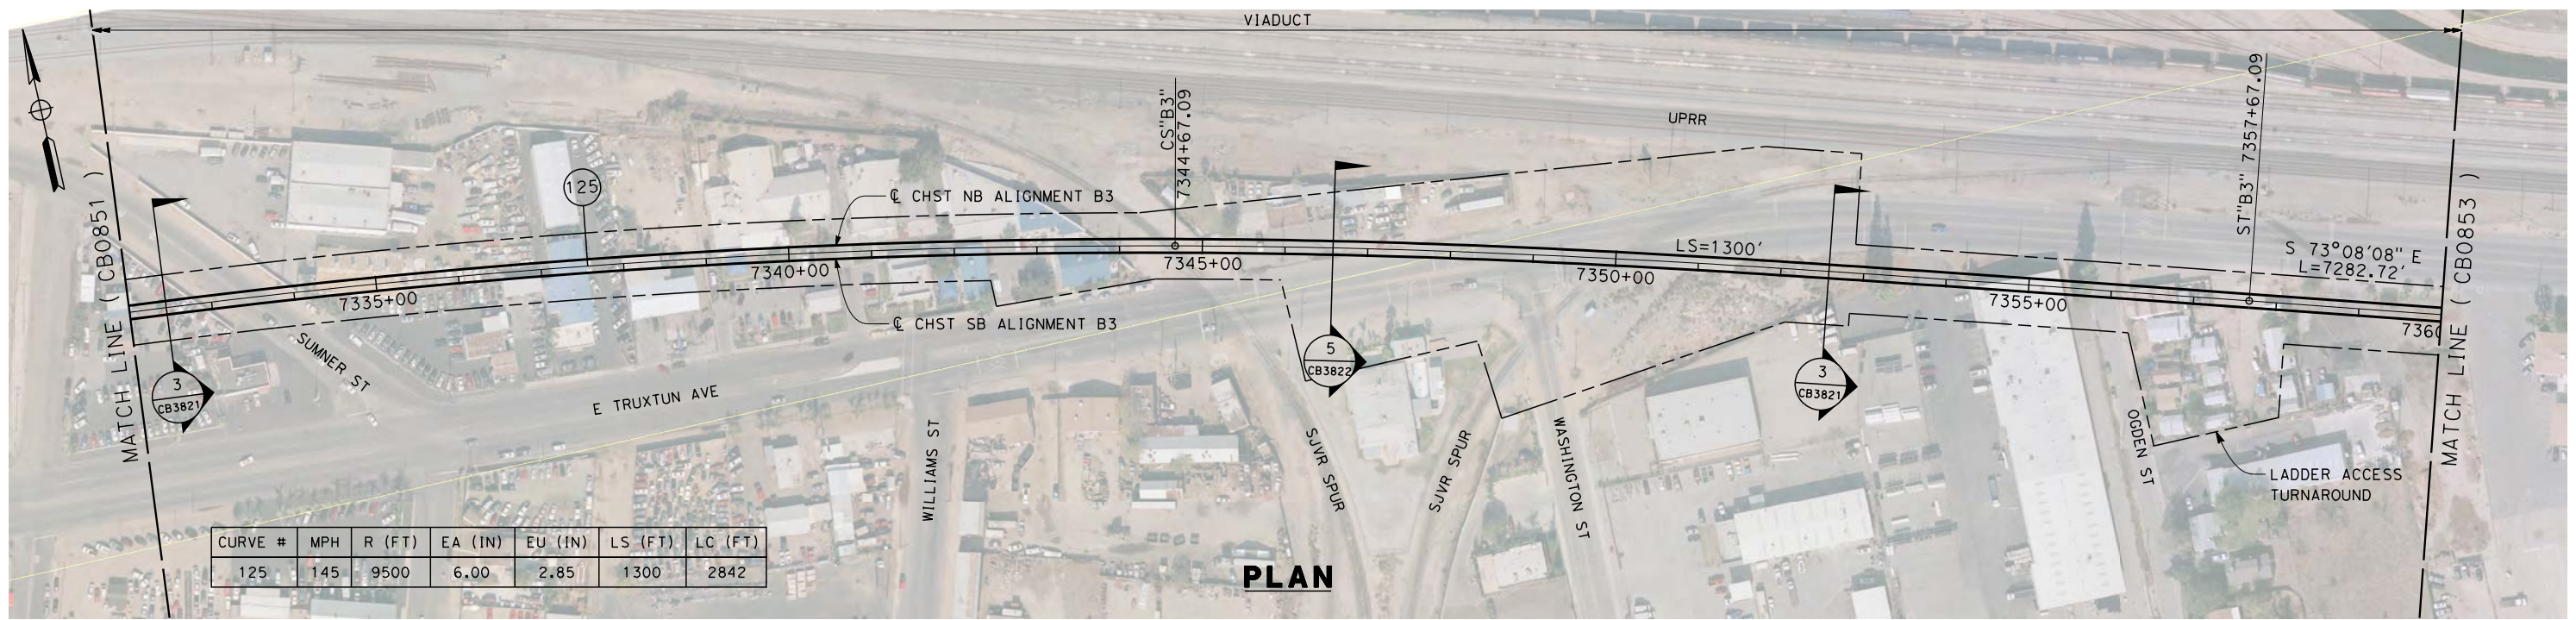 VIADUCT
MATCH LINE ( CB0851 )
CS"B3"
7344+67.09
UPRR
ST"B3" 7357+67.09
MATCH LINE ( CB0853 )
125
℄ CHST NB ALIGNMENT B3
℄ CHST SB ALIGNMENT B3
LS=1300'
S 73°08'08" E
L=7282.72'
7335+00
7340+00
7345+00
7350+00
7355+00
7360
3
CB3821
5
CB3822
3
CB3821
SUMNER ST
E TRUXTUN AVE
WILLIAMS ST
SJVR SPUR
SJVR SPUR
WASHINGTON ST
OGDEN ST
LADDER ACCESS
TURNAROUND
CURVE # MPH R (FT) EA (IN) EU (IN) LS (FT) LC (FT)
125 145 9500 6.00 2.85 1300 2842
PLAN